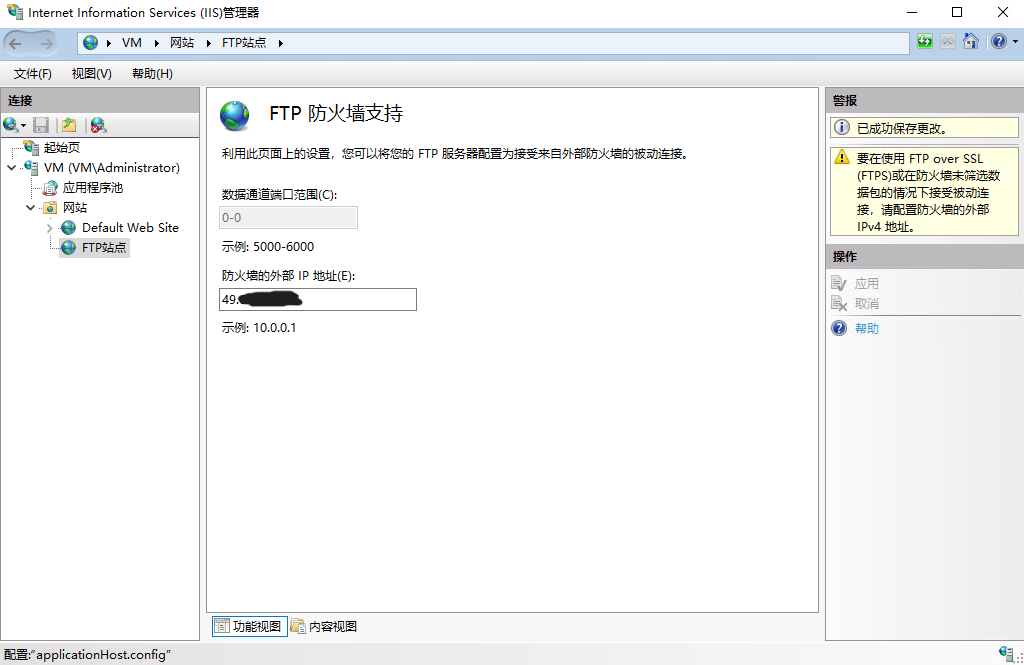 Internet Information Services (IIS)管理器
VM 网站 FTP站点
文件(F) 视图(V) 帮助(H)
连接
起始页
VM (VM\Administrator)
应用程序池
网站
Default Web Site
FTP站点
FTP 防火墙支持
利用此页面上的设置，您可以将您的 FTP 服务器配置为接受来自外部防火墙的被动连接。
数据通道端口范围(C):
0-0
示例: 5000-6000
防火墙的外部 IP 地址(E):
49.
示例: 10.0.0.1
功能视图 内容视图
警报
已成功保存更改。
要在使用 FTP over SSL
(FTPS)或在防火墙未筛选数
据包的情况下接受被动连
接，请配置防火墙的外部
IPv4 地址。
操作
应用
取消
帮助
配置:“applicationHost.config”